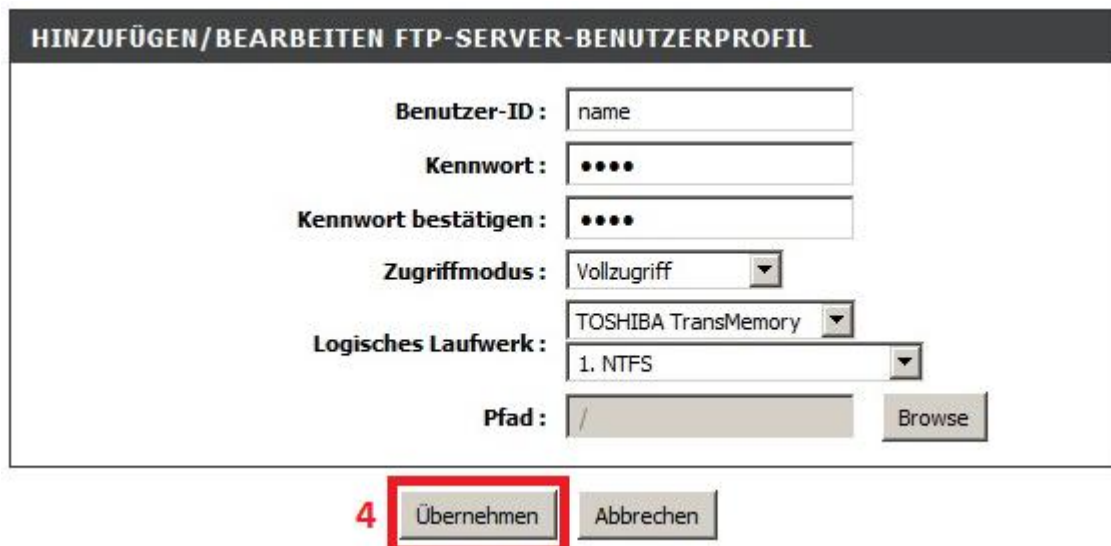 HINZUFÜGEN/BEARBEITEN FTP-SERVER-BENUTZERPROFIL
Benutzer-ID : name
Kennwort : ••••
Kennwort bestätigen : ••••
Zugriffmodus : Vollzugriff
Logisches Laufwerk : TOSHIBA TransMemory
1. NTFS
Pfad : / Browse
4 Übernehmen Abbrechen